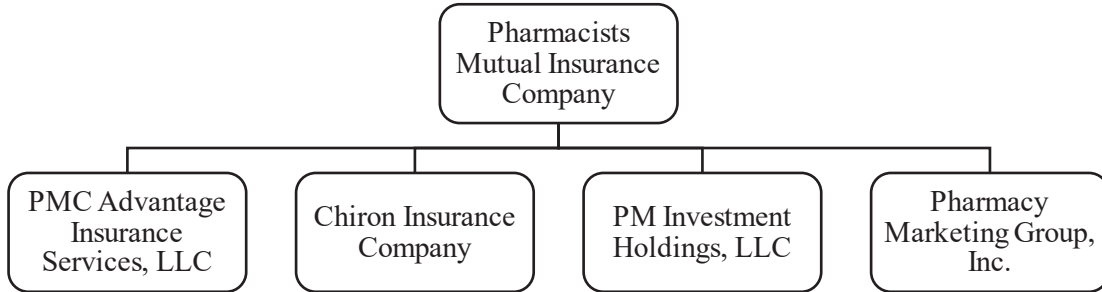 Pharmacists
Mutual Insurance
Company
PMC Advantage
Insurance
Services, LLC
Chiron Insurance
Company
PM Investment
Holdings, LLC
Pharmacy
Marketing Group,
Inc.